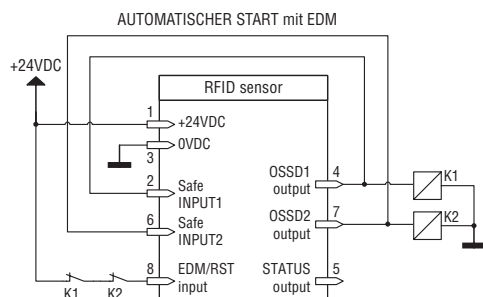 AUTOMATISCHER START mit EDM
+24VDC
RFID sensor
1
+24VDC
0VDC
3
2
Safe
INPUT1
6
Safe
INPUT2
8
EDM/RST
input
K1
K2
OSSD1
output
4
K1
OSSD2
output
7
K2
STATUS
output
5